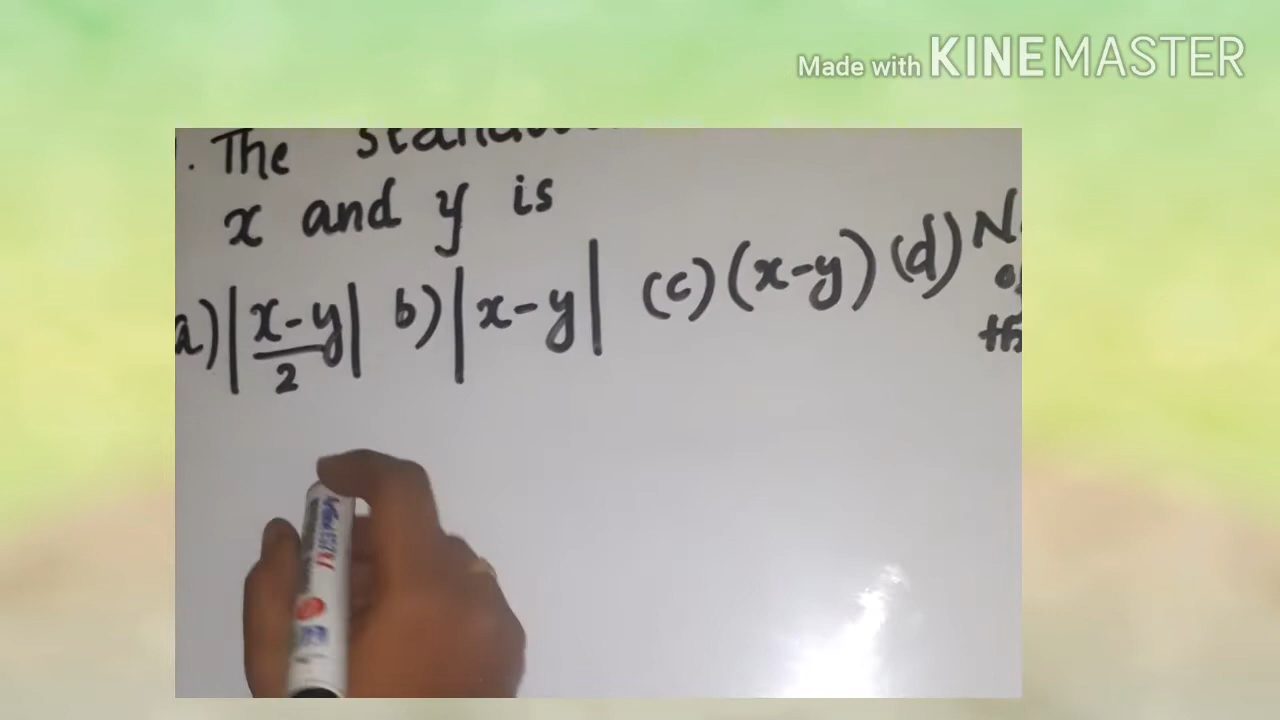 Made with KINEMASTER
. The
x and y is
a) |x-y/2| b) |x-y| (c) (x-y) (d)